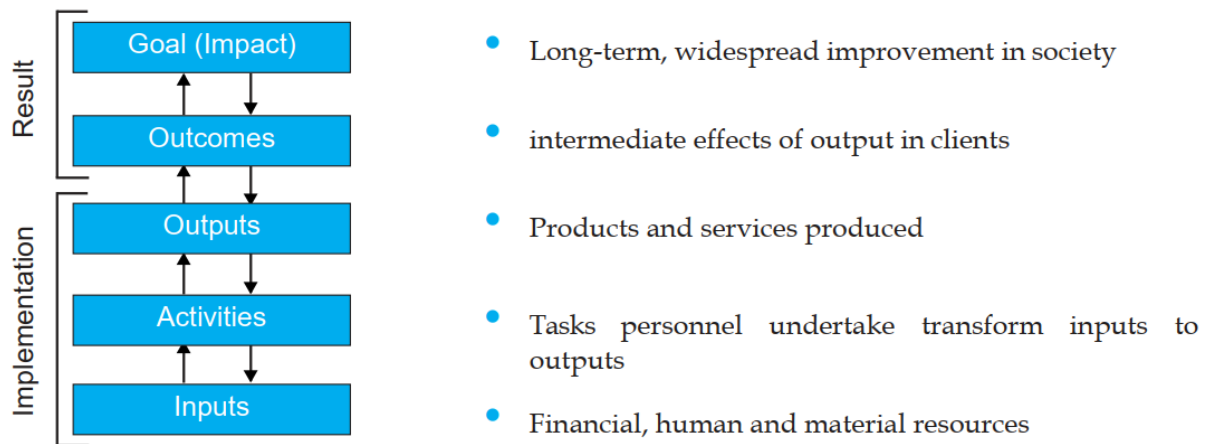 Result
Goal (Impact)
• Long-term, widespread improvement in society
Outcomes
• intermediate effects of output in clients
Implementation
Outputs
• Products and services produced
Activities
• Tasks personnel undertake transform inputs to
outputs
Inputs
• Financial, human and material resources